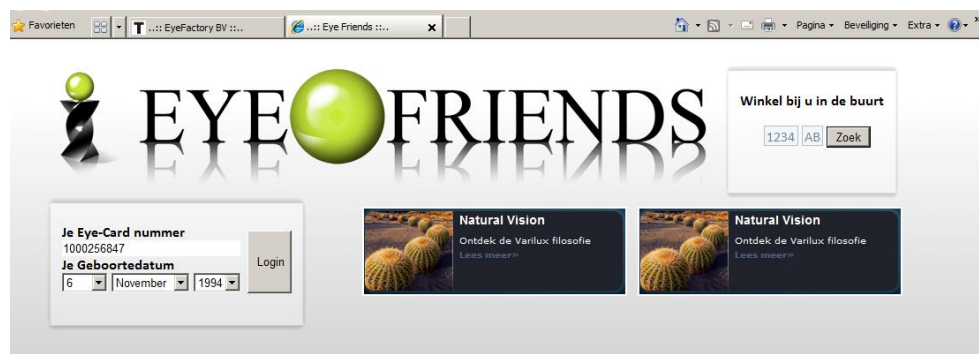 Favorieten
T ..:: EyeFactory BV ::..
..:: Eye Friends ::..
x
Pagina
Beveiliging
Extra
i EYE FRIENDS
Winkel bij u in de buurt
1234 AB Zoek
Je Eye-Card nummer
1000256847
Je Geboortedatum
6 November 1994
Login
Natural Vision
Ontdek de Varilux filosofie
Lees meer»
Natural Vision
Ontdek de Varilux filosofie
Lees meer»